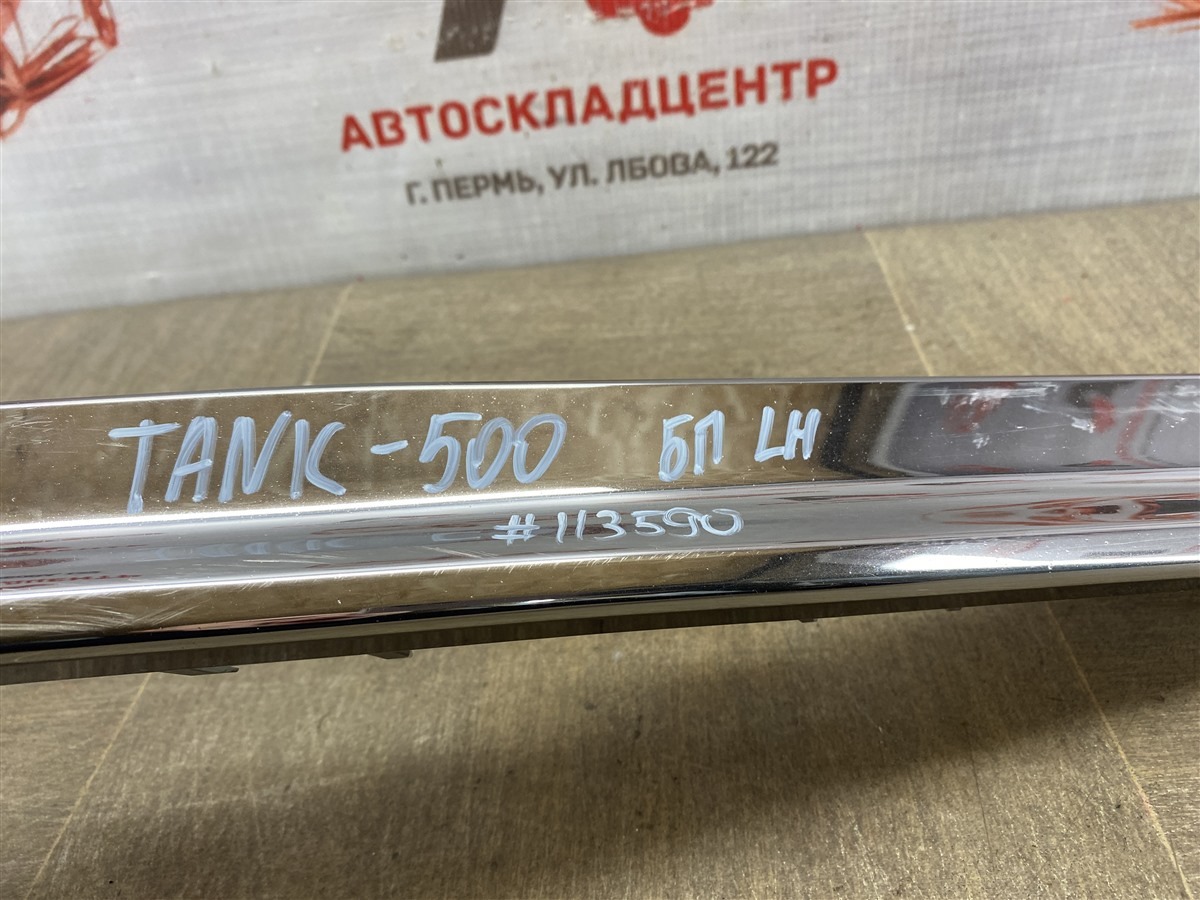 АВТОСКЛАДЦЕНТР
Г. ПЕРМЬ, УЛ. ЛБОВА, 122
TANK-500 БП LH
#113590